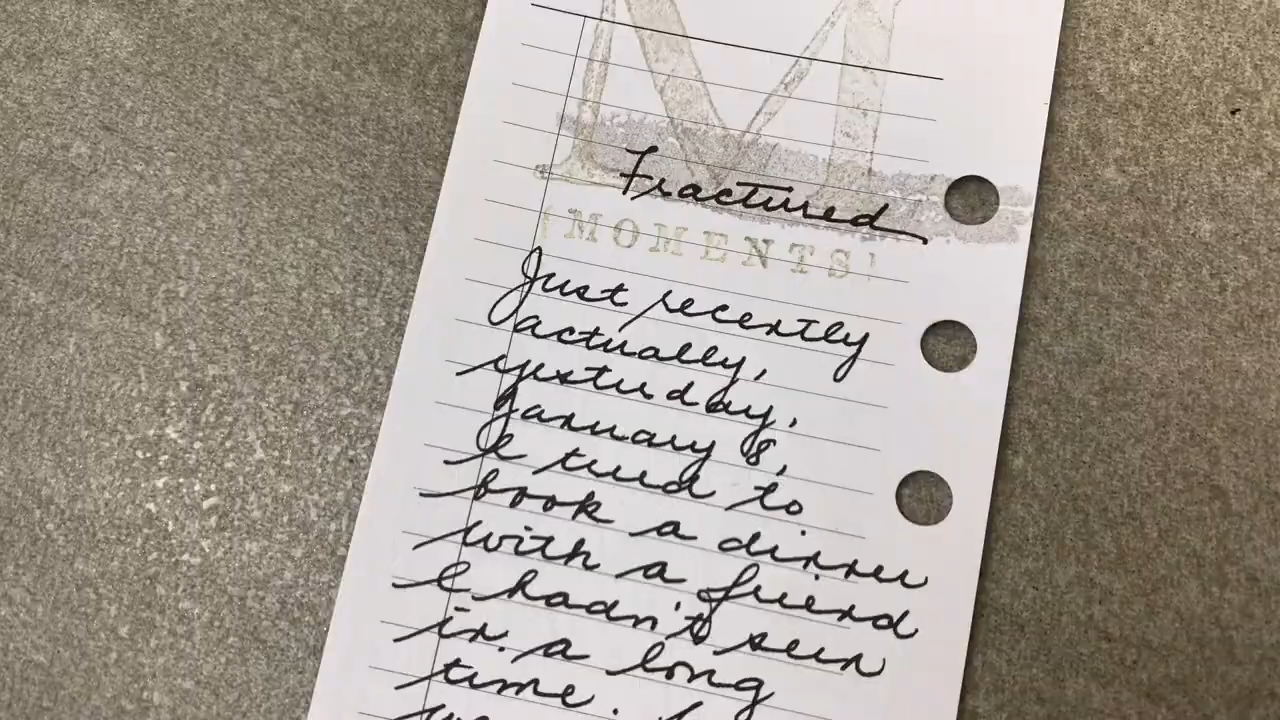 M
Fractured
{MOMENTS}
Just recently
actually,
yesterday,
January 8,
I tried to
book a dinner
with a friend
I hadn't seen
in a long
time.